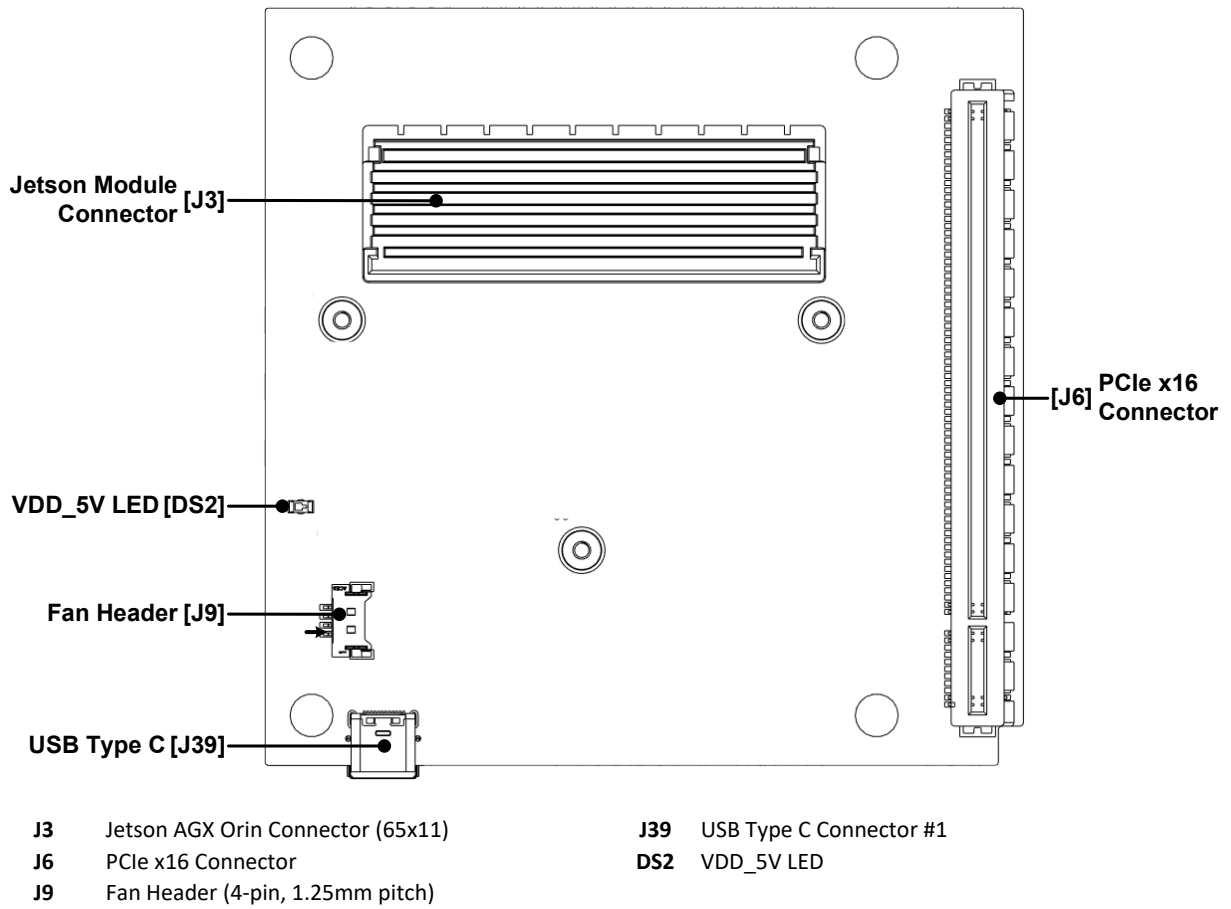 Jetson Module
Connector [J3]
[J6] PCIe x16
Connector
VDD_5V LED [DS2]
Fan Header [J9]
USB Type C [J39]
J3 Jetson AGX Orin Connector (65x11)
J6 PCIe x16 Connector
J9 Fan Header (4-pin, 1.25mm pitch)
J39 USB Type C Connector #1
DS2 VDD_5V LED